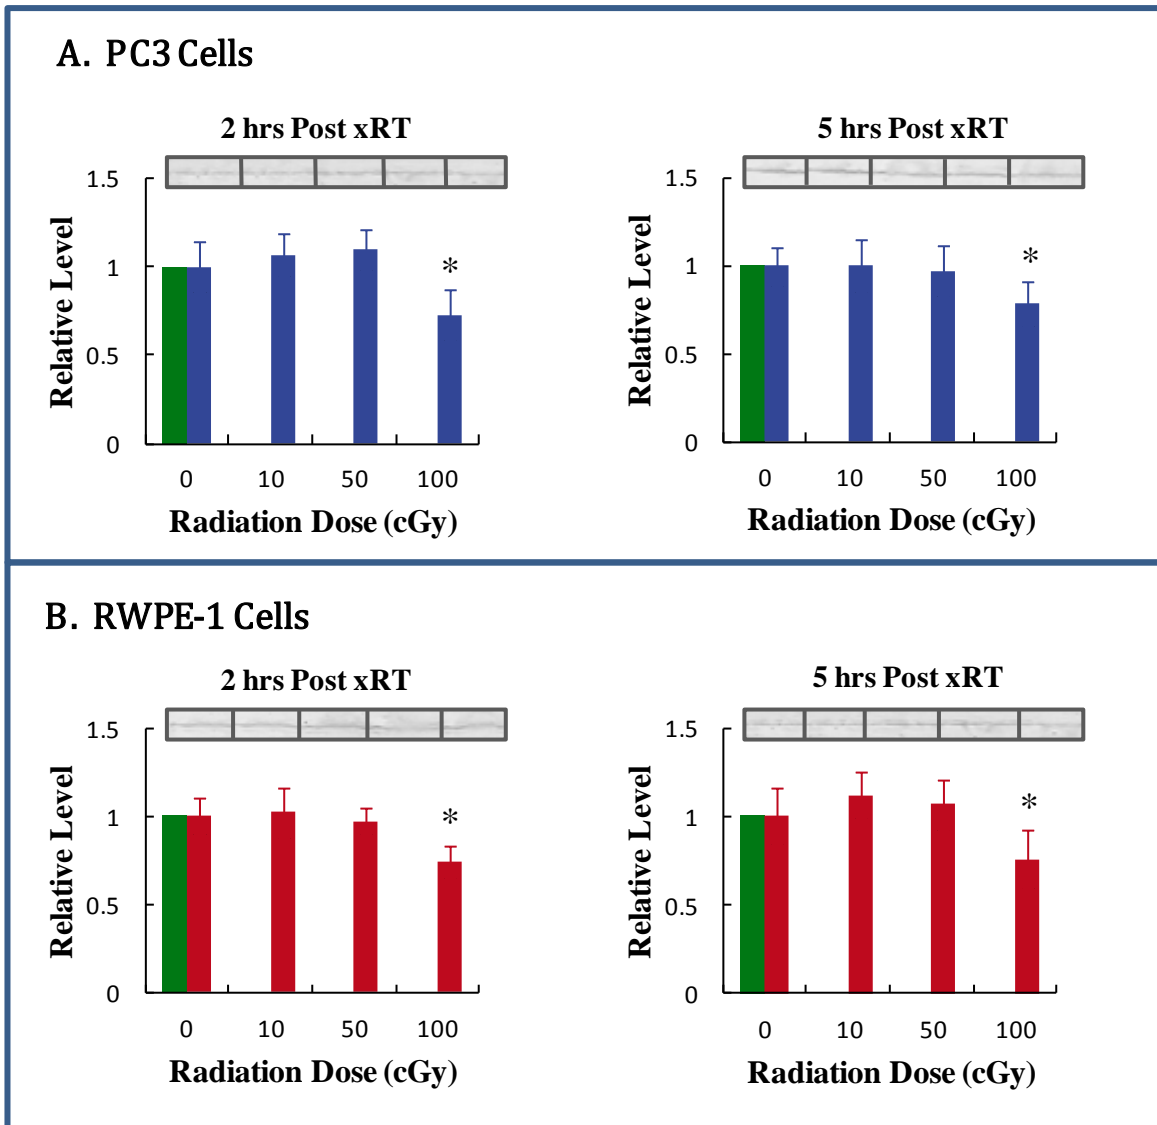 A. PC3 Cells
2 hrs Post xRT
1.5
1
0.5
0
Relative Level
*
0 10 50 100
Radiation Dose (cGy)
5 hrs Post xRT
1.5
1
0.5
0
Relative Level
*
0 10 50 100
Radiation Dose (cGy)
B. RWPE-1 Cells
2 hrs Post xRT
1.5
1
0.5
0
Relative Level
*
0 10 50 100
Radiation Dose (cGy)
5 hrs Post xRT
1.5
1
0.5
0
Relative Level
*
0 10 50 100
Radiation Dose (cGy)